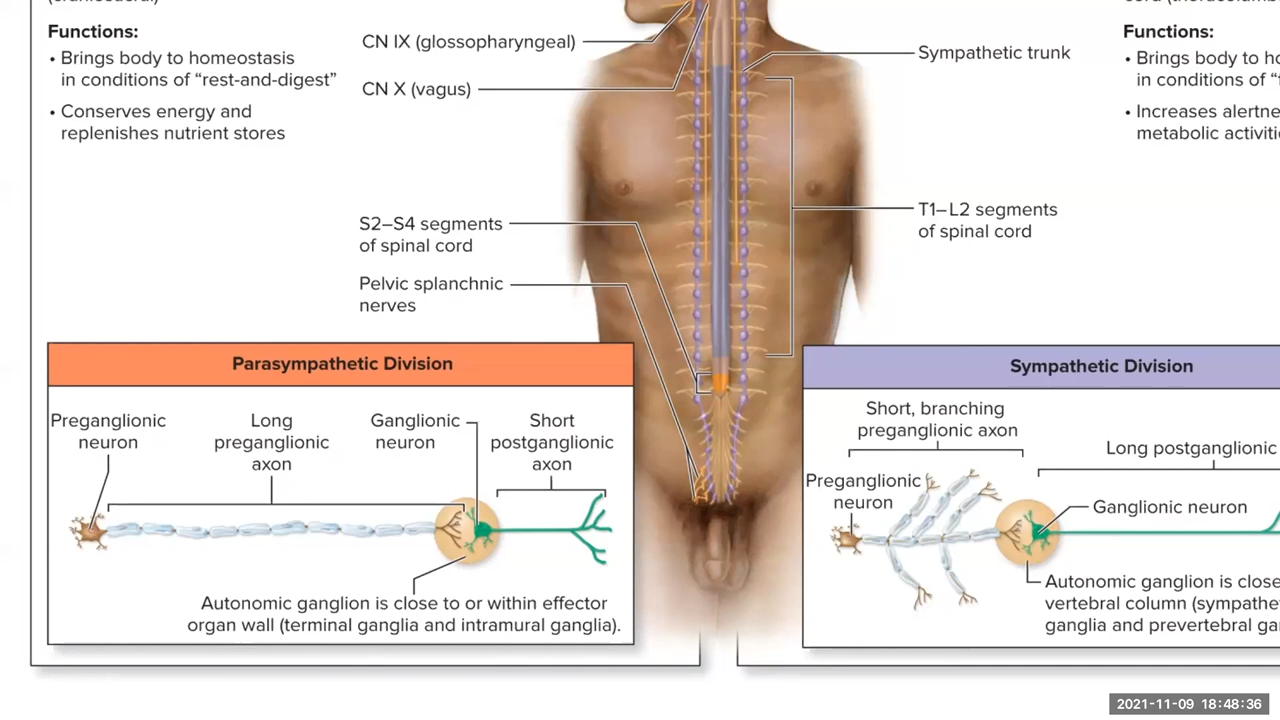 Functions:
• Brings body to homeostasis
in conditions of “rest-and-digest”
• Conserves energy and
replenishes nutrient stores
CN IX (glossopharyngeal)
CN X (vagus)
S2–S4 segments
of spinal cord
Pelvic splanchnic
nerves
Sympathetic trunk
T1–L2 segments
of spinal cord
Functions:
• Brings body to
in conditions of
• Increases
metabolic
Parasympathetic Division
Preganglionic
neuron
Long
preganglionic
axon
Ganglionic
neuron
Short
postganglionic
axon
Autonomic ganglion is close to or within effector
organ wall (terminal ganglia and intramural ganglia).
Sympathetic Division
Short, branching
preganglionic axon
Long postganglionic
Preganglionic
neuron
Ganglionic neuron
Autonomic ganglion is close
vertebral column
ganglia and prevertebral
2021-11-09 18:48:36